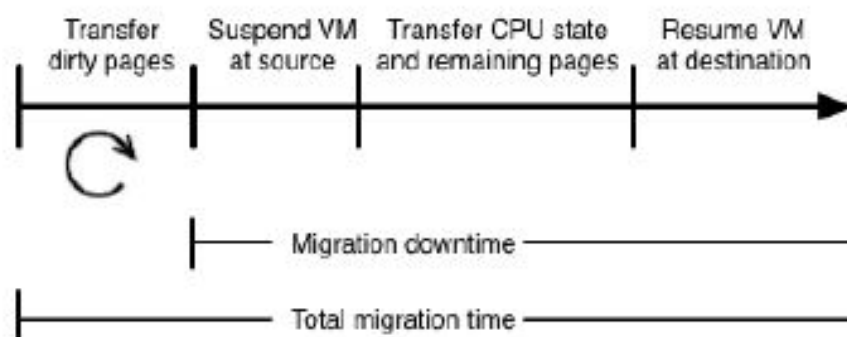 Transfer
dirty pages
Suspend VM
at source
Transfer CPU state
and remaining pages
Resume VM
at destination
Migration downtime
Total migration time